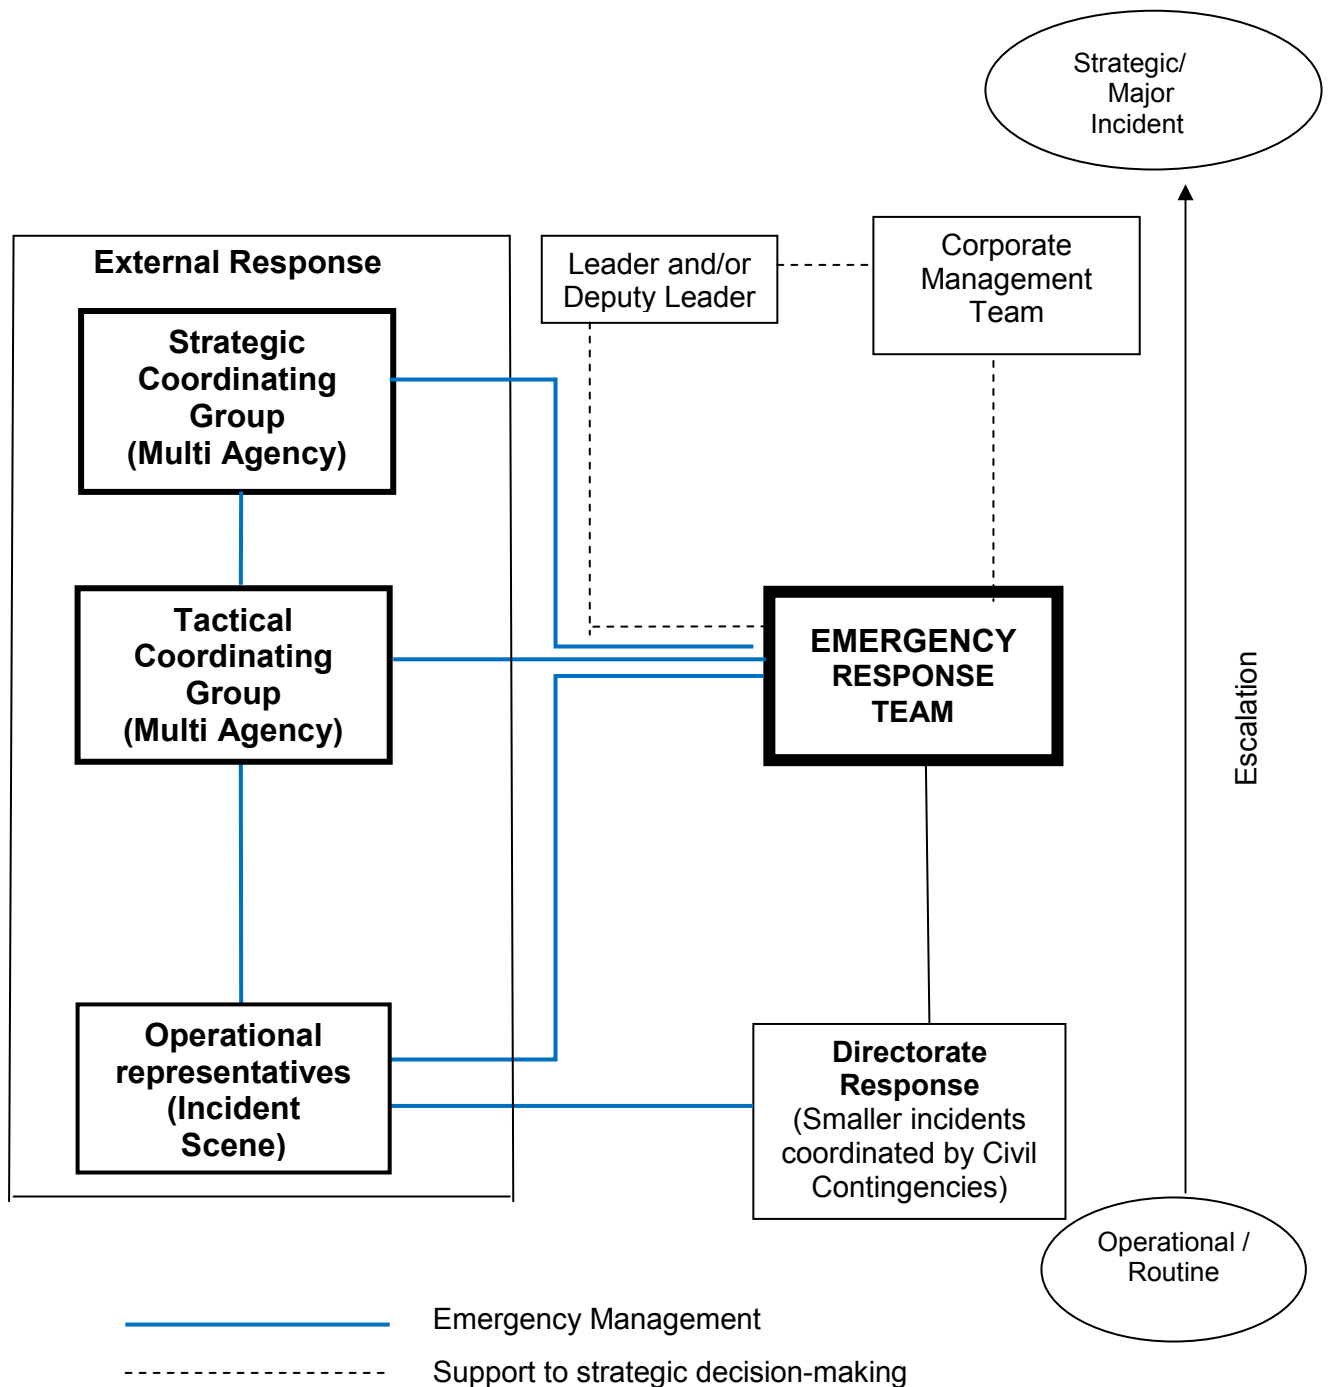 Strategic/
Major
Incident
External Response
Leader and/or
Deputy Leader
Corporate
Management
Team
Strategic
Coordinating
Group
(Multi Agency)
Tactical
Coordinating
Group
(Multi Agency)
EMERGENCY
RESPONSE
TEAM
Escalation
Operational
representatives
(Incident
Scene)
Directorate
Response
(Smaller incidents
coordinated by Civil
Contingencies)
Operational /
Routine
Emergency Management
Support to strategic decision-making